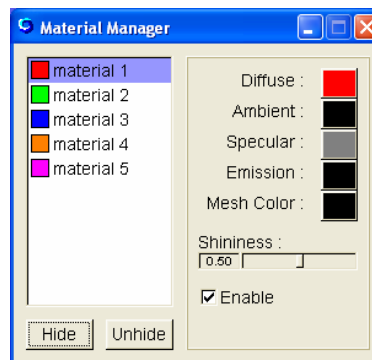 Material Manager
material 1
material 2
material 3
material 4
material 5
Hide Unhide
Diffuse :
Ambient :
Specular :
Emission :
Mesh Color :
Shininess :
0.50
Enable